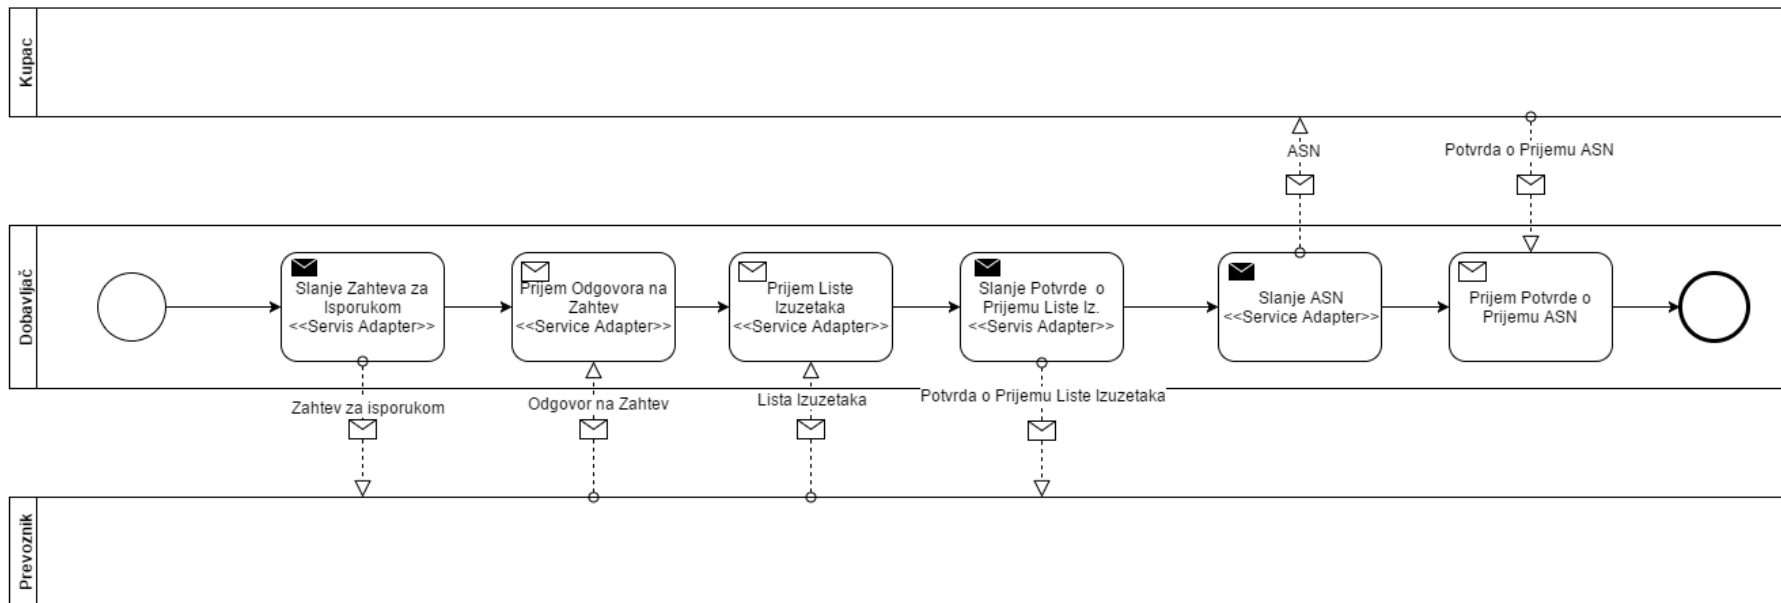 Kupac
ASN
Potvrda o Prijemu ASN
Dobavljač
Slanje Zahteva za
Isporukom
<<Servis Adapter>>
Prijem Odgovora na
Zahtev
<<Service Adapter>>
Prijem Liste
Izuzetaka
<<Service Adapter>>
Slanje Potvrde o
Prijemu Liste Iz.
<<Servis Adapter>>
Slanje ASN
<<Service Adapter>>
Prijem Potvrde o
Prijemu ASN
Zahtev za isporukom
Odgovor na Zahtev
Lista Izuzetaka
Potvrda o Prijemu Liste Izuzetaka
Prevoznik